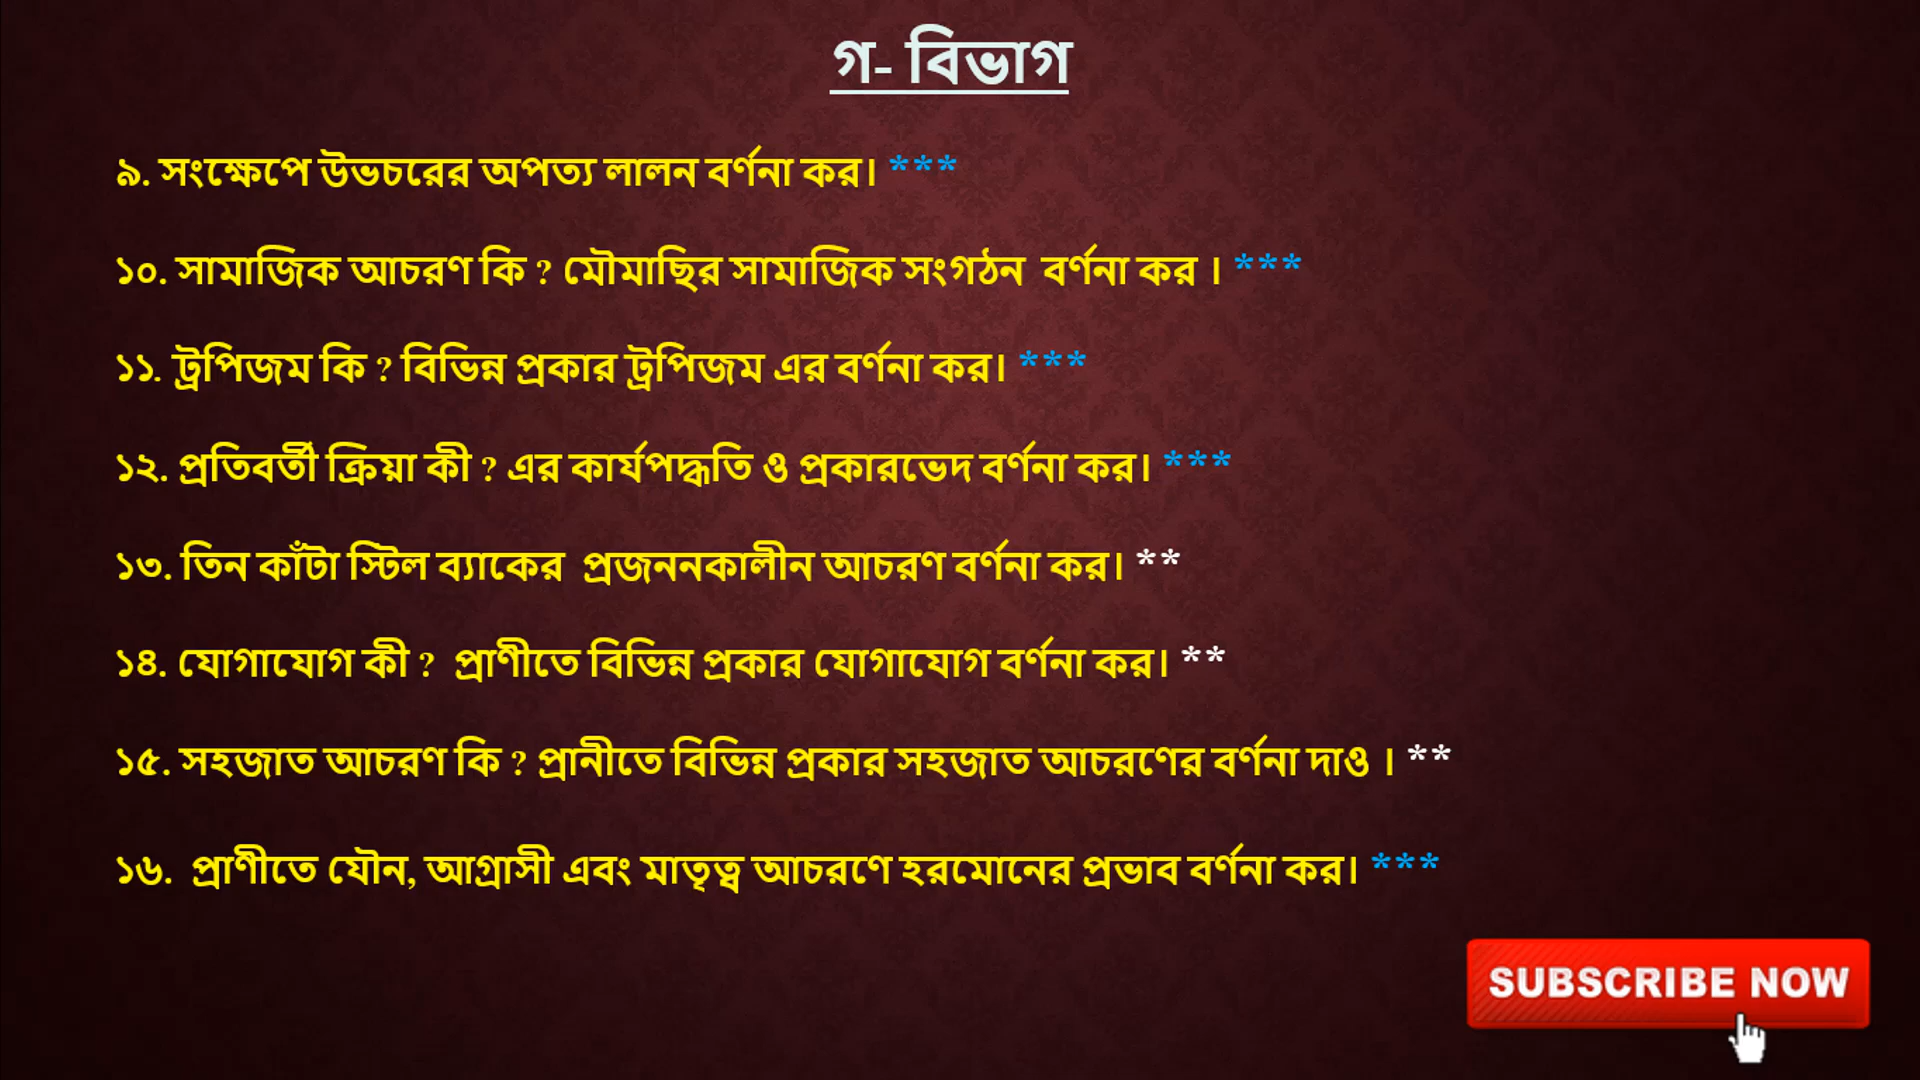 গ- বিভাগ
৯. সংক্ষেপে উভচরের অপত্য লালন বর্ণনা কর। ***
১০. সামাজিক আচরণ কি ? মৌমাছির সামাজিক সংগঠন বর্ণনা কর । ***
১১. ট্রপিজম কি ? বিভিন্ন প্রকার ট্রপিজম এর বর্ণনা কর। ***
১২. প্রতিবর্তী ক্রিয়া কী ? এর কার্যপদ্ধতি ও প্রকারভেদ বর্ণনা কর। ***
১৩. তিন কাঁটা স্টিল ব্যাকের প্রজননকালীন আচরণ বর্ণনা কর। **
১৪. যোগাযোগ কী ? প্রাণীতে বিভিন্ন প্রকার যোগাযোগ বর্ণনা কর। **
১৫. সহজাত আচরণ কি ? প্রানীতে বিভিন্ন প্রকার সহজাত আচরণের বর্ণনা দাও । **
১৬. প্রাণীতে যৌন, আগ্রাসী এবং মাতৃত্ব আচরণে হরমোনের প্রভাব বর্ণনা কর। ***
SUBSCRIBE NOW